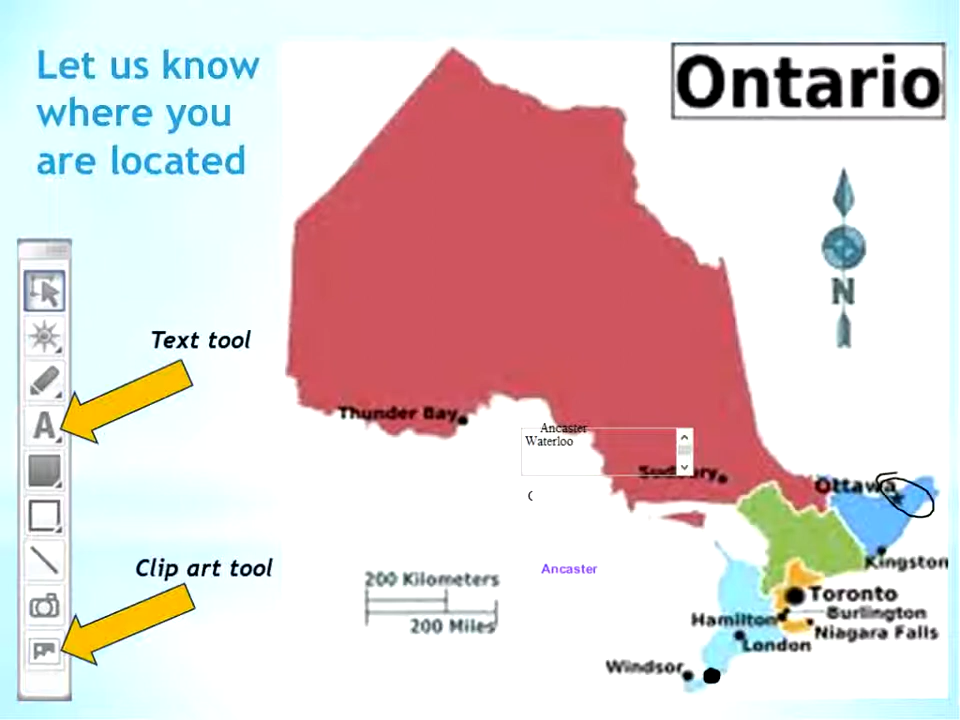 Let us know
where you
are located
Ontario
N
Text tool
A
Thunder Bay
Ancaster
Waterloo
Sudbury
Ottawa
C
Kingston
Clip art tool
Ancaster
200 Kilometers
200 Miles
Toronto
Burlington
Hamilton
Niagara Falls
London
Windsor